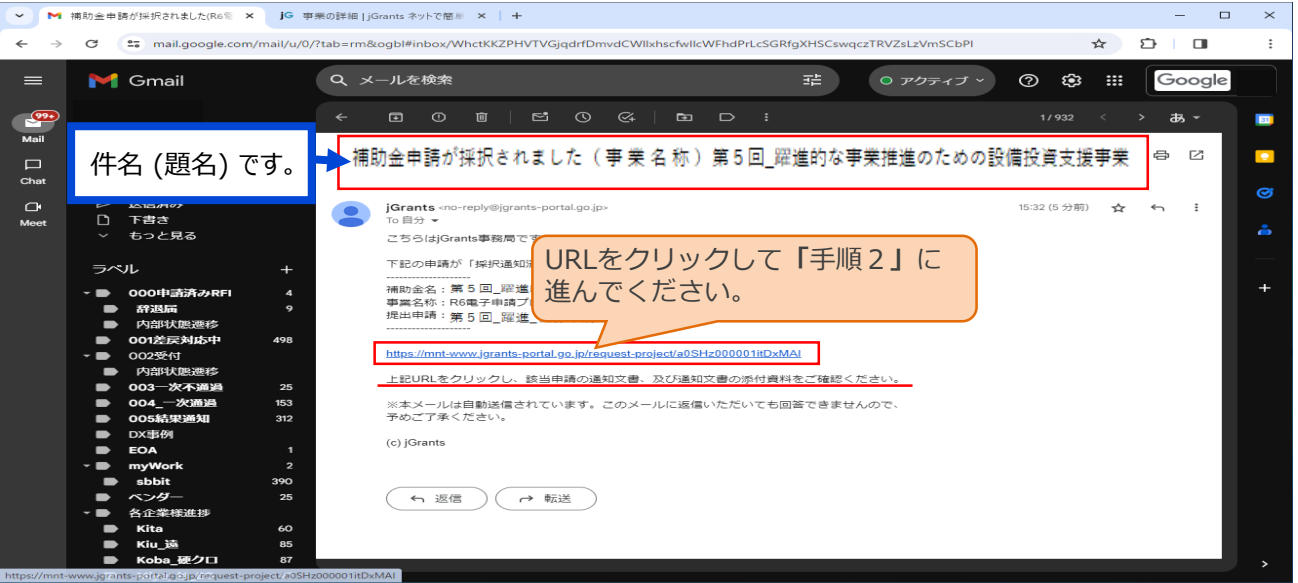 補助金申請が採択されました(R6電
事業の詳細 | jGrants ネットで簡単
mail.google.com/mail/u/0/?tab=rm&ogbl#inbox/WhctKKZPHVTVGjqdrfDmvdCWllxhscfwllcWFhdPrLcSGRfgXHSCswqczTRVZsLzVmSCbPl
Gmail
メールを検索
アクティブ
Google
99+
Mail
Chat
Meet
1/932
あ
31
件名 (題名) です。
補助金申請が採択されました（事業名称）第５回_躍進的な事業推進のための設備投資支援事業
送信済み
下書き
もっと見る
jGrants <no-reply@jgrants-portal.go.jp>
15:32 (5 分前)
To 自分
こちらはjGrants事務局です
下記の申請が「採択通知
URLをクリックして「手順２」に
進んでください。
-------------------
補助金名：第５回_躍進
事業名称：R6電子申請プ
提出申請：第５回_躍進_
-------------------
https://mnt-www.jgrants-portal.go.jp/request-project/a0SHz000001itDxMAI
上記URLをクリックし、該当申請の通知文書、及び通知文書の添付資料をご確認ください。
※本メールは自動送信されています。このメールに返信いただいても回答できませんので、
予めご了承ください。
(c) jGrants
返信
転送
ラベル
000申請済みRFI 4
辞退届 9
内部状態遷移
001差戻対応中 498
002受付
内部状態遷移
003一次不通過 25
004_一次通過 153
005結果通知 312
DX事例
EOA 1
myWork 2
sbbit 390
ベンダー 25
各企業様進捗
Kita 60
Kiu_遠 85
Koba_硬クロ 87
https://mnt-www.jgrants-portal.go.jp/request-project/a0SHz000001itDxMAI